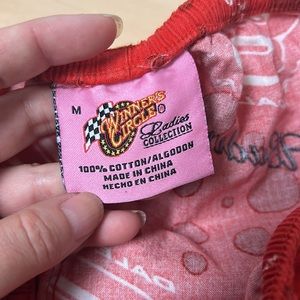 M
WINNER'S
CIRCLE®
Ladies
COLLECTION
100% COTTON/ALGODON
MADE IN CHINA
HECHO EN CHINA